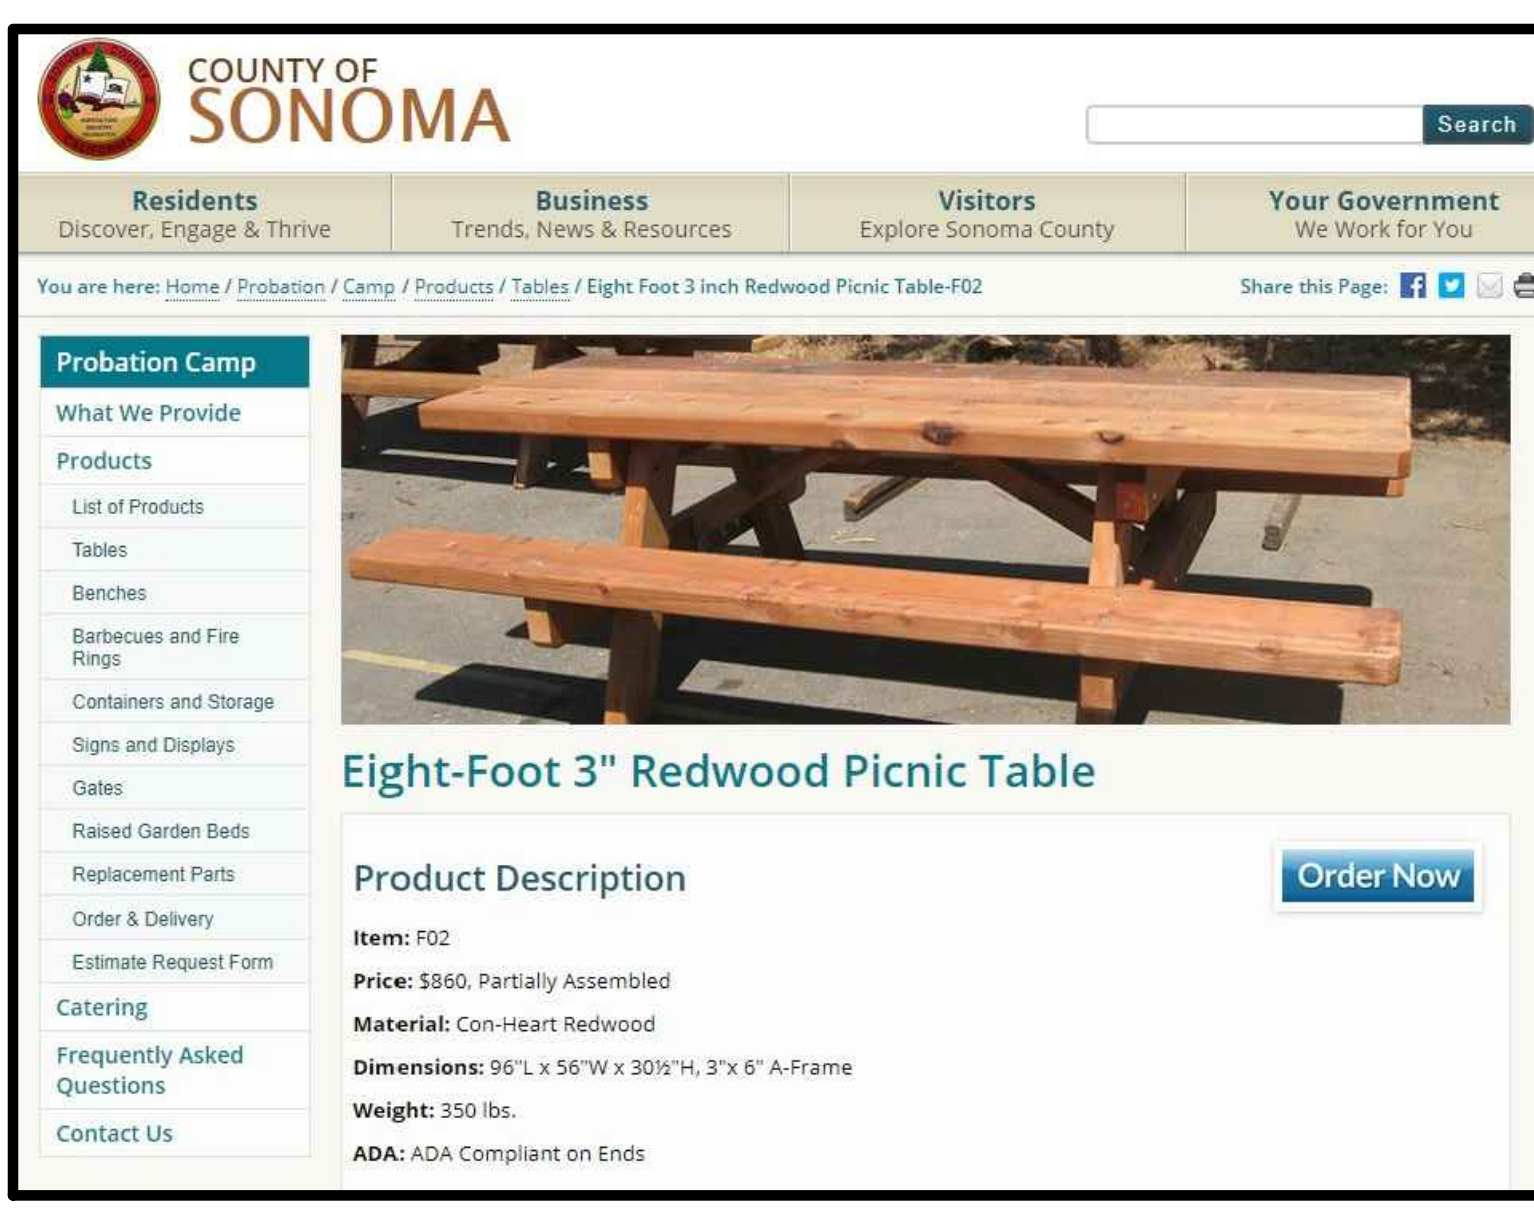 COUNTY OF
SONOMA
Search
Residents
Discover, Engage & Thrive
Business
Trends, News & Resources
Visitors
Explore Sonoma County
Your Government
We Work for You
You are here: Home / Probation / Camp / Products / Tables / Eight Foot 3 inch Redwood Picnic Table-F02
Share this Page:
Probation Camp
What We Provide
Products
List of Products
Tables
Benches
Barbecues and Fire
Rings
Containers and Storage
Signs and Displays
Gates
Raised Garden Beds
Replacement Parts
Order & Delivery
Estimate Request Form
Catering
Frequently Asked
Questions
Contact Us
Eight-Foot 3" Redwood Picnic Table
Product Description
Order Now
Item: F02
Price: $860, Partially Assembled
Material: Con-Heart Redwood
Dimensions: 96"L x 56"W x 30½"H, 3"x 6" A-Frame
Weight: 350 lbs.
ADA: ADA Compliant on Ends